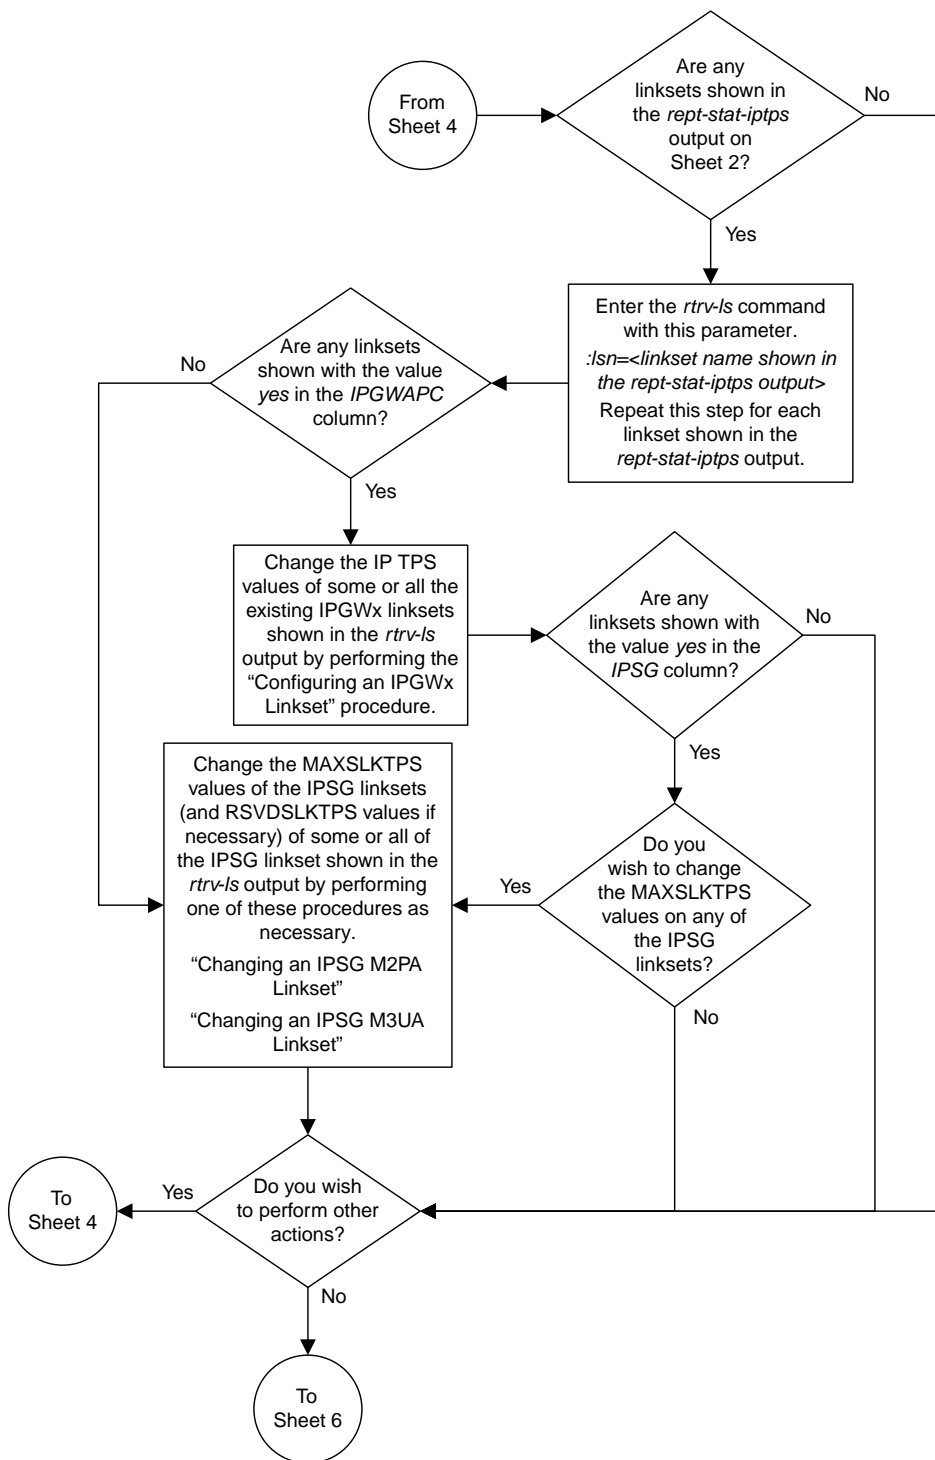 From
Sheet 4
Are any
linksets shown in
the rept-stat-iptps
output on
Sheet 2?
No
Yes
Enter the rtrv-ls command
with this parameter.
:lsn=<linkset name shown in
the rept-stat-iptps output>
Repeat this step for each
linkset shown in the
rept-stat-iptps output.
Are any linksets
shown with the value
yes in the IPGWAPC
column?
No
Yes
Change the IP TPS
values of some or all the
existing IPGWx linksets
shown in the rtrv-ls
output by performing the
“Configuring an IPGWx
Linkset” procedure.
Are any
linksets shown with
the value yes in the
IPSG column?
No
Yes
Do you
wish to change
the MAXSLKTPS
values on any of
the IPSG
linksets?
Yes
No
Change the MAXSLKTPS
values of the IPSG linksets
(and RSVDSLKTPS values if
necessary) of some or all of
the IPSG linkset shown in the
rtrv-ls output by performing
one of these procedures as
necessary.
“Changing an IPSG M2PA
Linkset”
“Changing an IPSG M3UA
Linkset”
Do you wish
to perform other
actions?
Yes
To
Sheet 4
No
To
Sheet 6